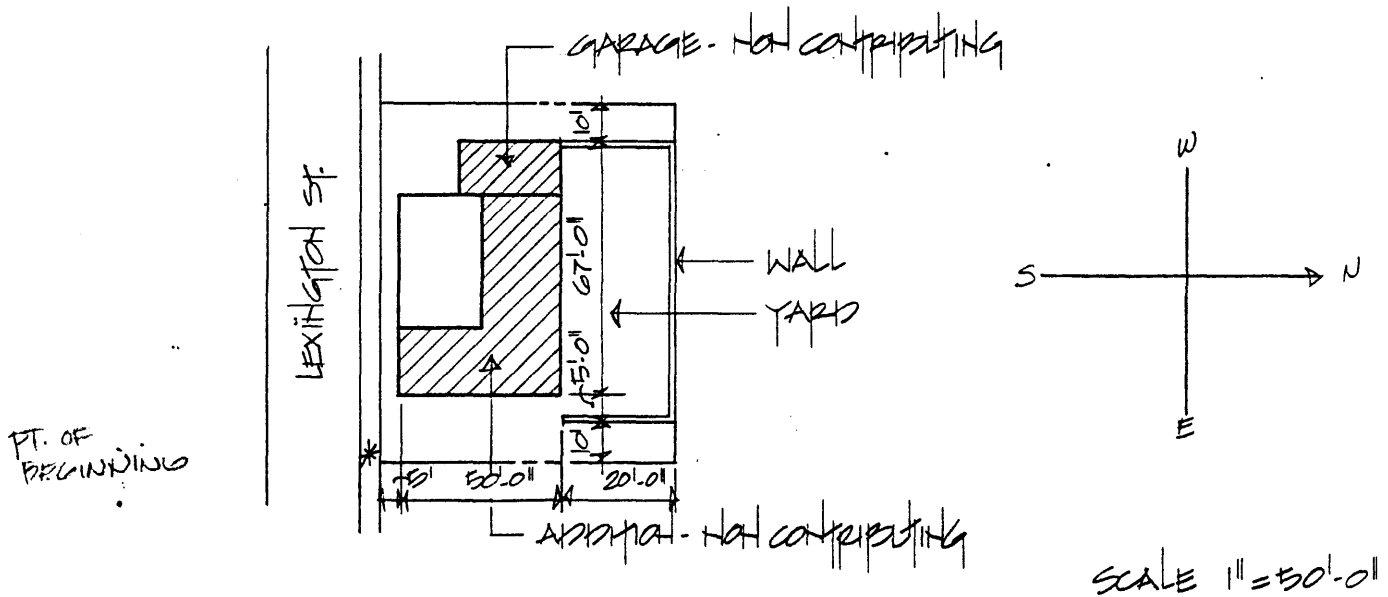 GARAGE - NON CONTRIBUTING
10'
LEXINGTON ST.
67'-0"
WALL
YARD
5'-0"
10'
W
S
N
E
PT. OF
BEGINNING
5'
50'-0"
20'-0"
ADDITION - NON CONTRIBUTING
SCALE 1" = 50'-0"